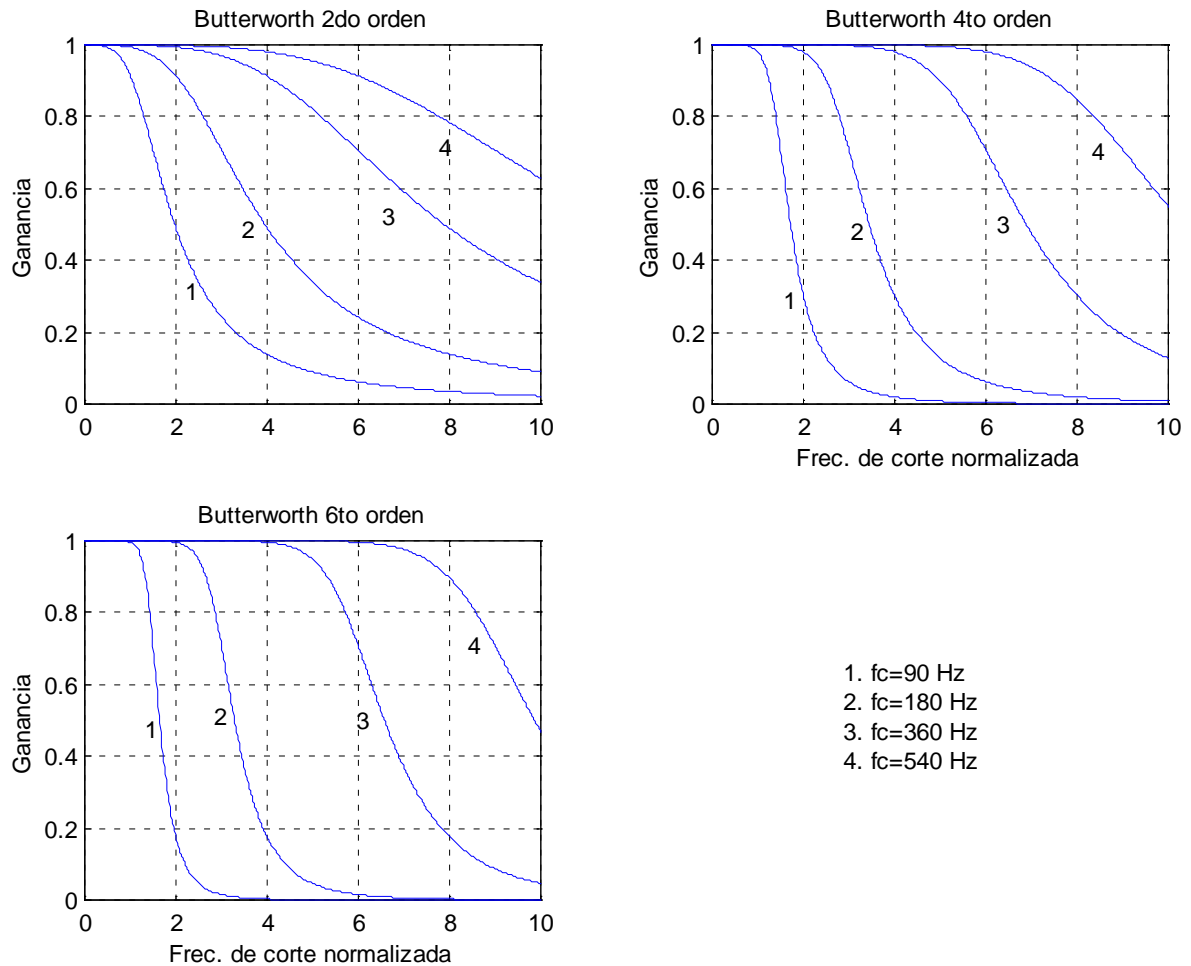 Butterworth 2do orden
Ganancia
1
0.8
0.6
0.4
0.2
0
0 2 4 6 8 10
1
2
3
4
Butterworth 4to orden
Ganancia
1
0.8
0.6
0.4
0.2
0
0 2 4 6 8 10
1
2
3
4
Frec. de corte normalizada
Butterworth 6to orden
Ganancia
1
0.8
0.6
0.4
0.2
0
0 2 4 6 8 10
1
2
3
4
Frec. de corte normalizada
1. fc=90 Hz
2. fc=180 Hz
3. fc=360 Hz
4. fc=540 Hz